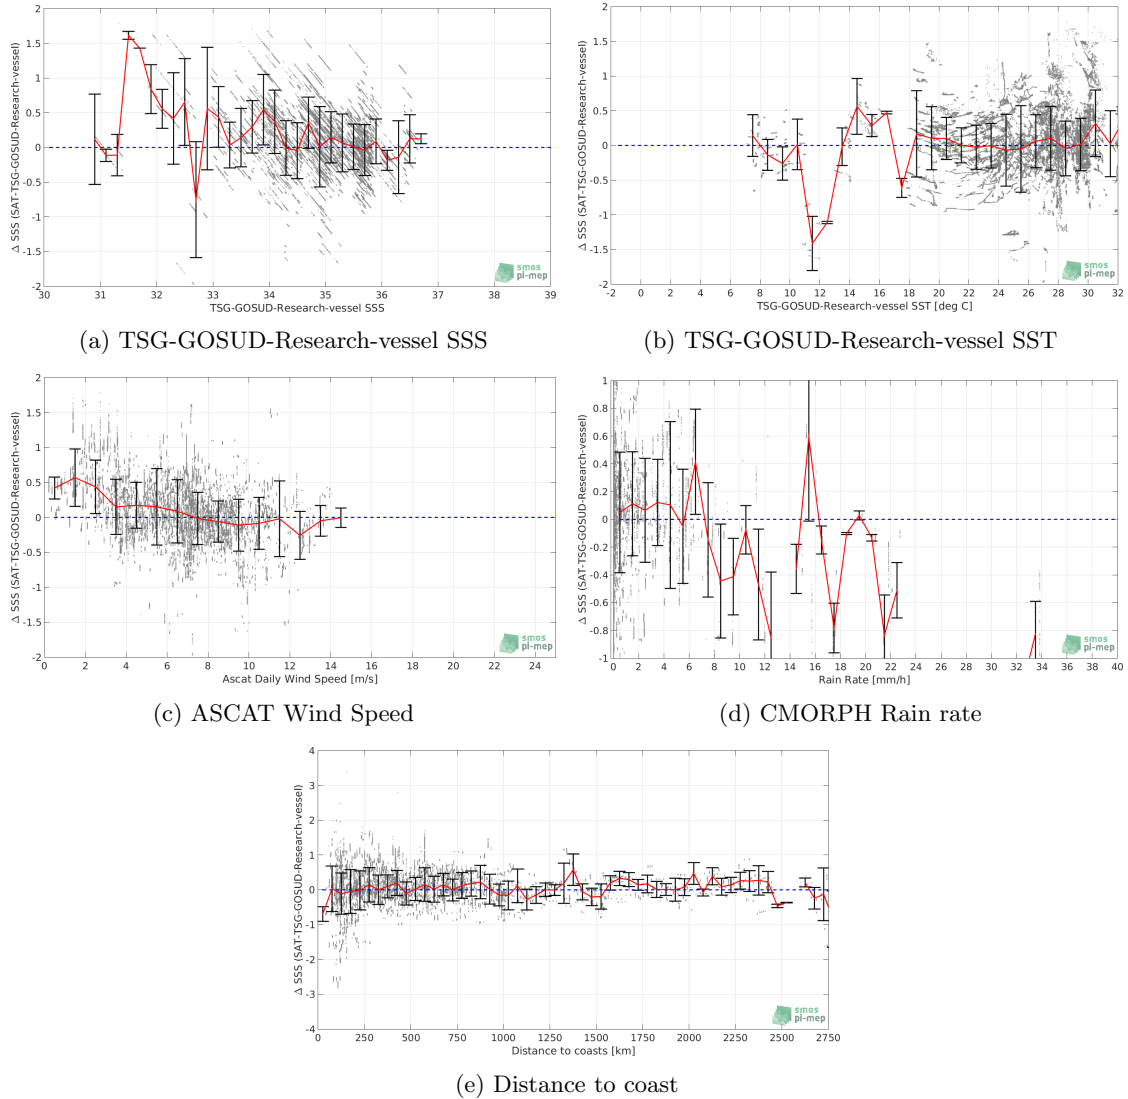 Δ SSS (SAT-TSG-GOSUD-Research-vessel)
2
1.5
1
0.5
0
-0.5
-1
-1.5
-2
30 31 32 33 34 35 36 37 38 39
TSG-GOSUD-Research-vessel SSS
smos
pi-mep
(a) TSG-GOSUD-Research-vessel SSS
Δ SSS (SAT-TSG-GOSUD-Research-vessel)
2
1.5
1
0.5
0
-0.5
-1
-1.5
-2
-2 0 2 4 6 8 10 12 14 16 18 20 22 24 26 28 30 32
TSG-GOSUD-Research-vessel SST [deg C]
smos
pi-mep
(b) TSG-GOSUD-Research-vessel SST
Δ SSS (SAT-TSG-GOSUD-Research-vessel)
2
1.5
1
0.5
0
-0.5
-1
-1.5
-2
0 2 4 6 8 10 12 14 16 18 20 22 24
Ascat Daily Wind Speed [m/s]
smos
pi-mep
(c) ASCAT Wind Speed
Δ SSS (SAT-TSG-GOSUD-Research-vessel)
1
0.8
0.6
0.4
0.2
0
-0.2
-0.4
-0.6
-0.8
-1
0 2 4 6 8 10 12 14 16 18 20 22 24 26 28 30 32 34 36 38 40
Rain Rate [mm/h]
smos
pi-mep
(d) CMORPH Rain rate
Δ SSS (SAT-TSG-GOSUD-Research-vessel)
4
3
2
1
0
-1
-2
-3
-4
0 250 500 750 1000 1250 1500 1750 2000 2250 2500 2750
Distance to coasts [km]
smos
pi-mep
(e) Distance to coast